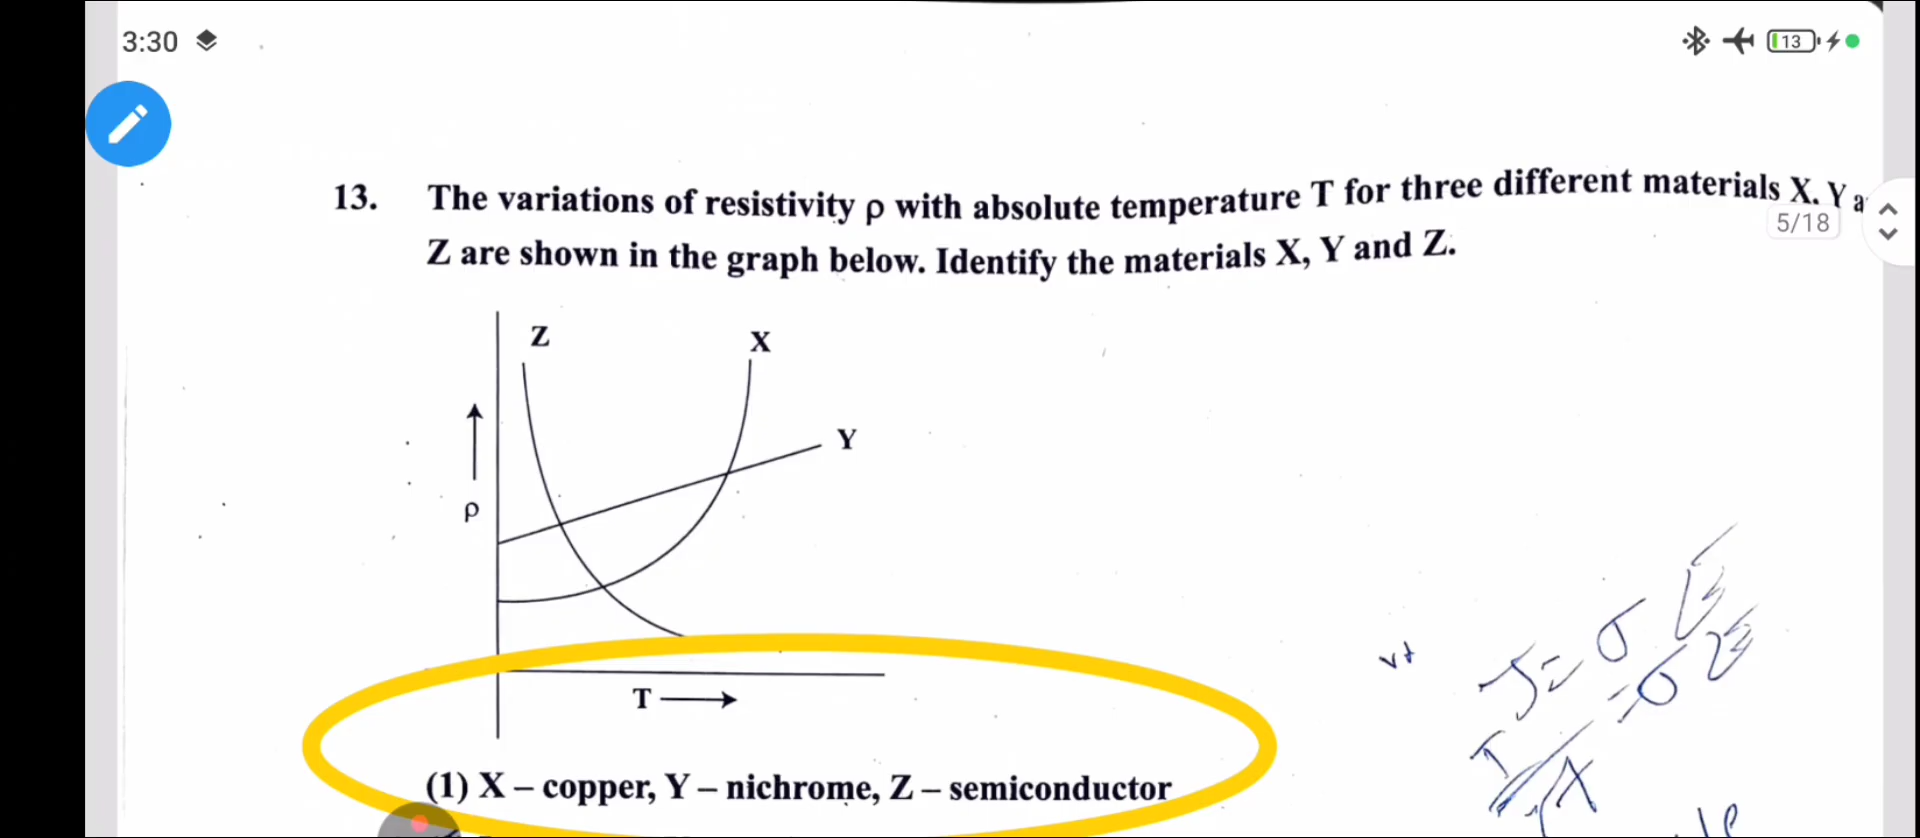 3:30
13
13. The variations of resistivity ρ with absolute temperature T for three different materials X, Y a
5/18
Z are shown in the graph below. Identify the materials X, Y and Z.
Z
X
Y
ρ
T
(1) X – copper, Y – nichrome, Z – semiconductor
J = σ E